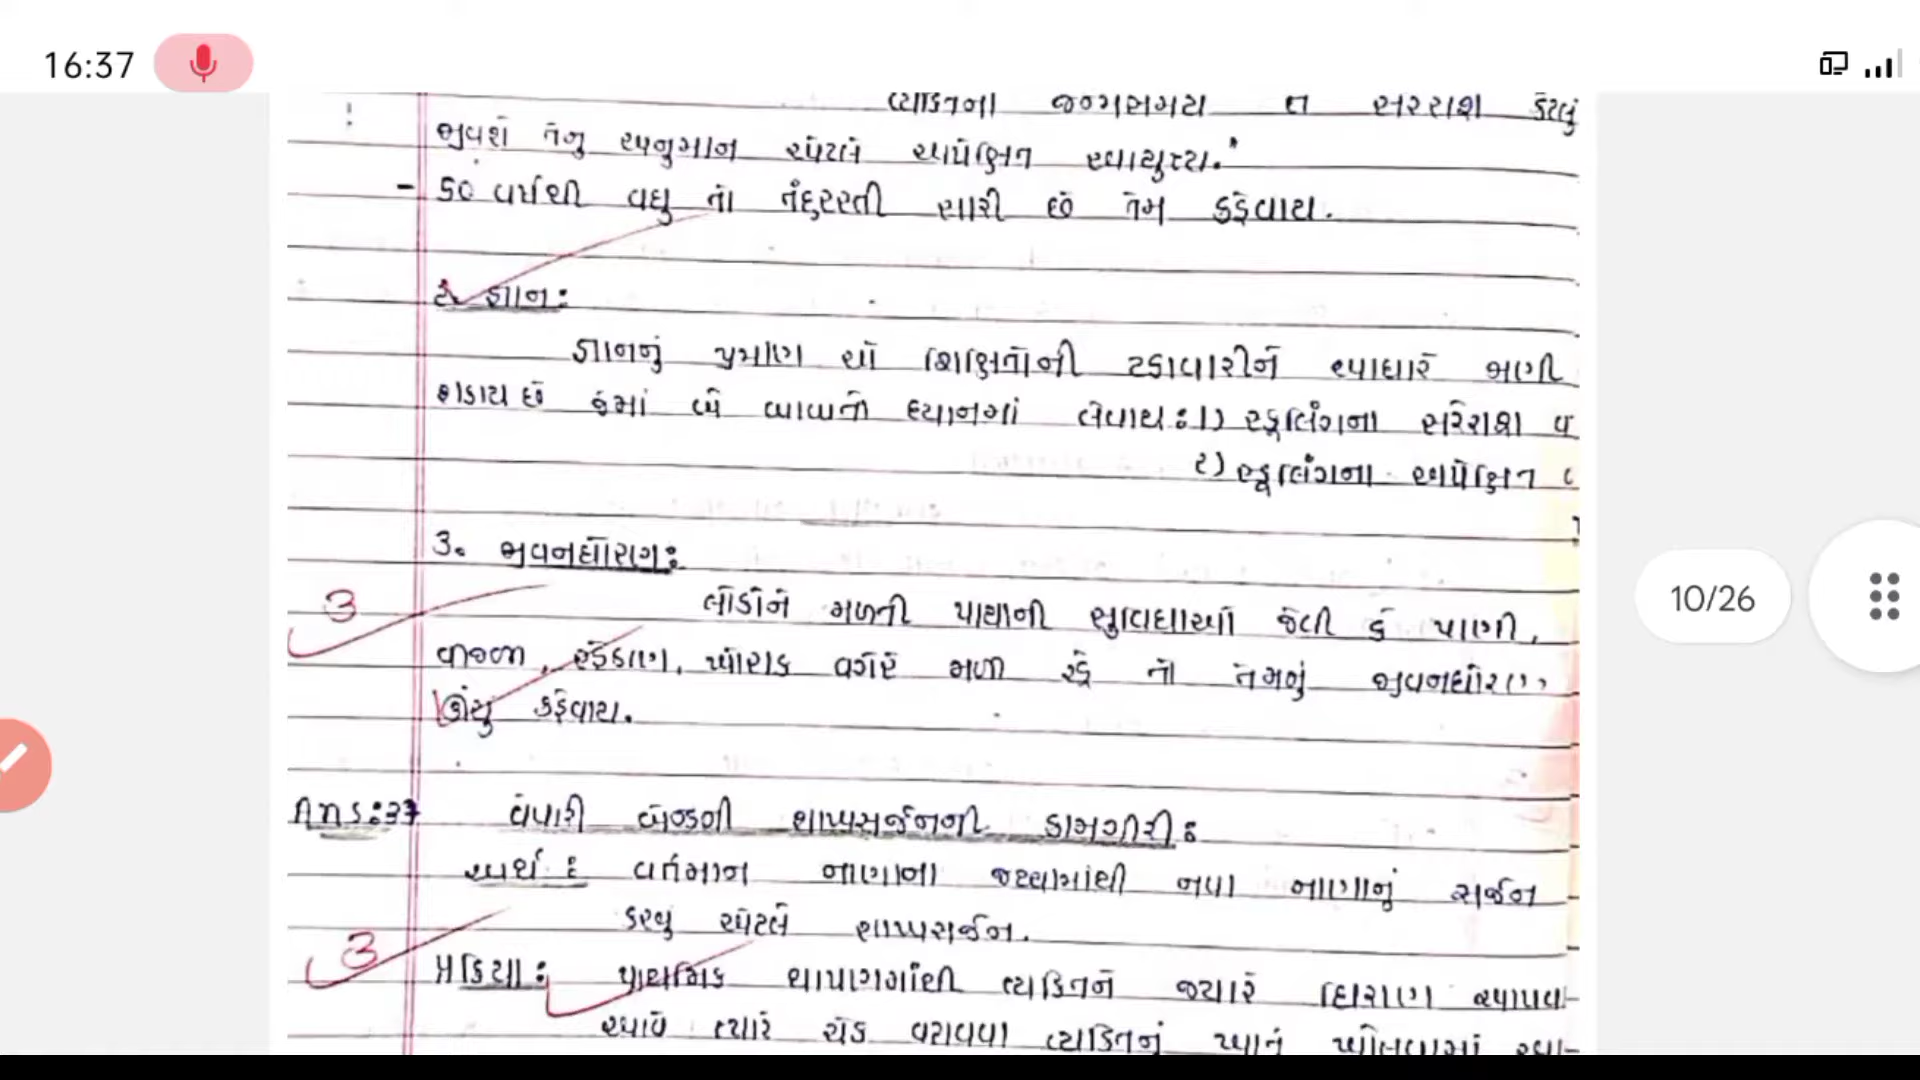 16:37
વ્યક્તિના જન્મસમયે તે સરેરાશ કેટલું
જીવશે તેનુ અનુમાન એટલે અપેક્ષિત આયુષ્ય.
- 60 વર્ષથી વધુ તો તંદુરસ્તી સારી છે તેમ કહેવાય.
2. જ્ઞાન:
જ્ઞાનનું પ્રમાણ એ શિક્ષિતોની ટકાવારીને આધારે જાણી
શકાય છે જેમાં બે બાબતો ધ્યાનમાં લેવાય: 1) સ્કૂલિંગના સરેરાશ વ
2) સ્કૂલિંગના અપેક્ષિત
3. જીવનધોરણ:
3
લોકોને મળતી પાયાની સુવિધાઓ જેવી કે પાણી,
10/26
વીજળી, રહેઠાણ, ખોરાક વગેરે મળી રહે તો તેમનું જીવનધોરણ
ઊંચુ કહેવાય.
Ans:37 વેપારી બેન્કની શાખસર્જનની કામગીરી:
અર્થ: વર્તમાન નાણાના જથ્થામાંથી નવા નાણાનું સર્જન
કરવુ એટલે શાખસર્જન.
3
પ્રક્રિયા: પ્રાથમિક થાપણમાંથી વ્યક્તિને જ્યારે ધિરાણ આપવા-
આવે ત્યારે ચેક વટાવવા વ્યક્તિનું ખાતુ ખોલવામાં આ-